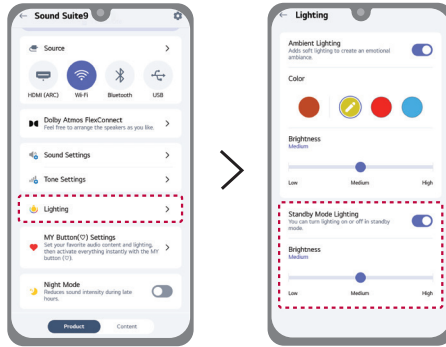 ← Sound Suite9
Source
HDMI (ARC) Wi-Fi Bluetooth USB
Dolby Atmos FlexConnect
Feel free to arrange the speakers as you like.
Sound Settings
Tone Settings
Lighting
MY Button(♡) Settings
Set your favorite audio content and lighting,
then activate everything instantly with the MY
button (♡).
Night Mode
Reduces sound intensity during late
hours.
Product Content
← Lighting
Ambient Lighting
Adds soft lighting to create an emotional
ambiance.
Color
Brightness
Medium
Low Medium High
Standby Mode Lighting
You can turn lighting on or off in standby
mode.
Brightness
Medium
Low Medium High